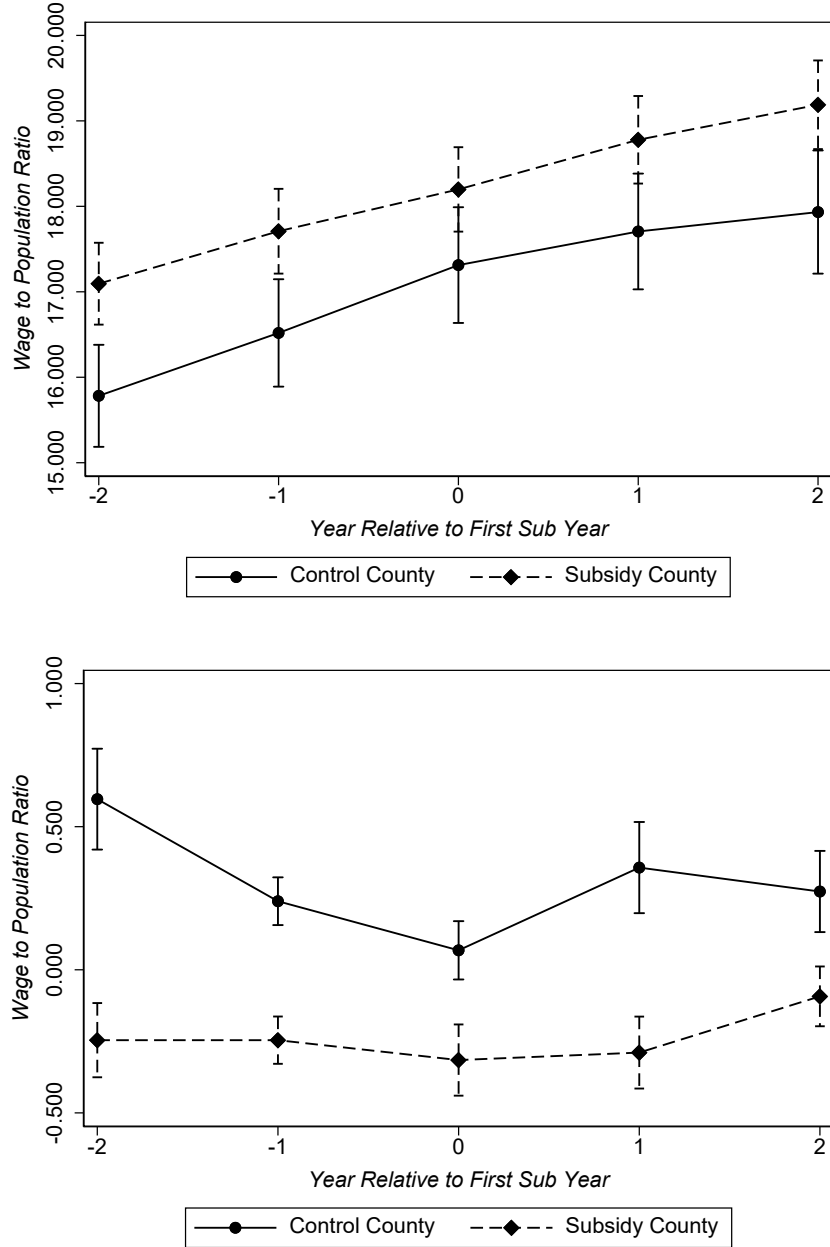 Wage to Population Ratio
20.000
19.000
18.000
17.000
16.000
15.000
-2 -1 0 1 2
Year Relative to First Sub Year
Control County Subsidy County
Wage to Population Ratio
1.000
0.500
0.000
-0.500
-2 -1 0 1 2
Year Relative to First Sub Year
Control County Subsidy County